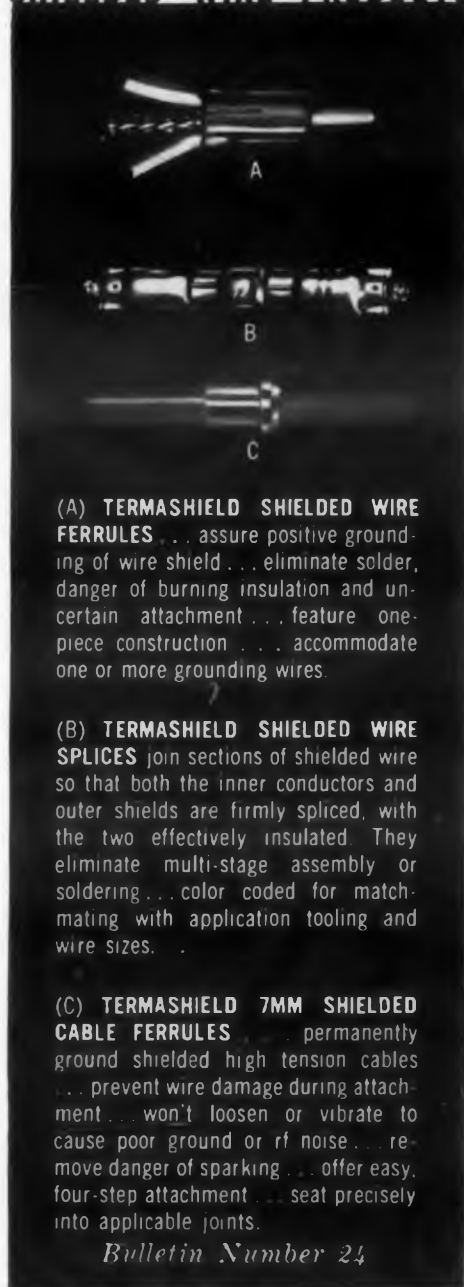 A
B
C
(A) TERMASHIELD SHIELDED WIRE
FERRULES ... assure positive ground-
ing of wire shield ... eliminate solder,
danger of burning insulation and un-
certain attachment ... feature one-
piece construction ... accommodate
one or more grounding wires.
(B) TERMASHIELD SHIELDED WIRE
SPLICES join sections of shielded wire
so that both the inner conductors and
outer shields are firmly spliced, with
the two effectively insulated. They
eliminate multi-stage assembly or
soldering ... color coded for match-
mating with application tooling and
wire sizes.
(C) TERMASHIELD 7MM SHIELDED
CABLE FERRULES ... permanently
ground shielded high tension cables
... prevent wire damage during attach-
ment ... won't loosen or vibrate to
cause poor ground or rf noise ... re-
move danger of sparking ... offer easy,
four-step attachment ... seat precisely
into applicable joints.
Bulletin Number 24